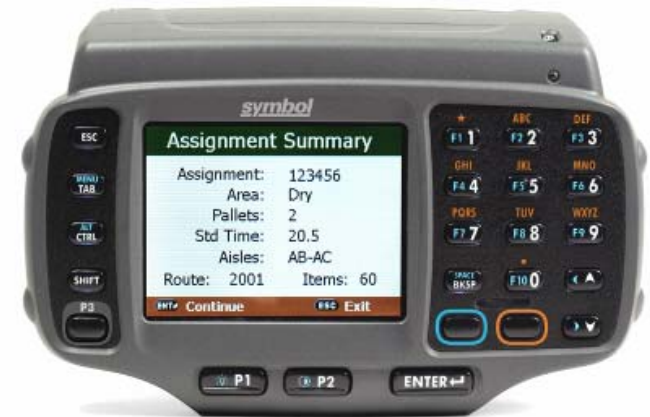 symbol
Assignment Summary
Assignment: 123456
Area: Dry
Pallets: 2
Std Time: 20.5
Aisles: AB-AC
Route: 2001 Items: 60
ENT Continue ESC Exit
ESC
MENU
TAB
ALT
CTRL
SHIFT
P3
* ABC DEF
F1 1 F2 2 F3 3
GHI JKL MNO
F4 4 F5 5 F6 6
PQRS TUV WXYZ
F7 7 F8 8 F9 9
SPACE
BKSP F10 0
P1 P2 ENTER